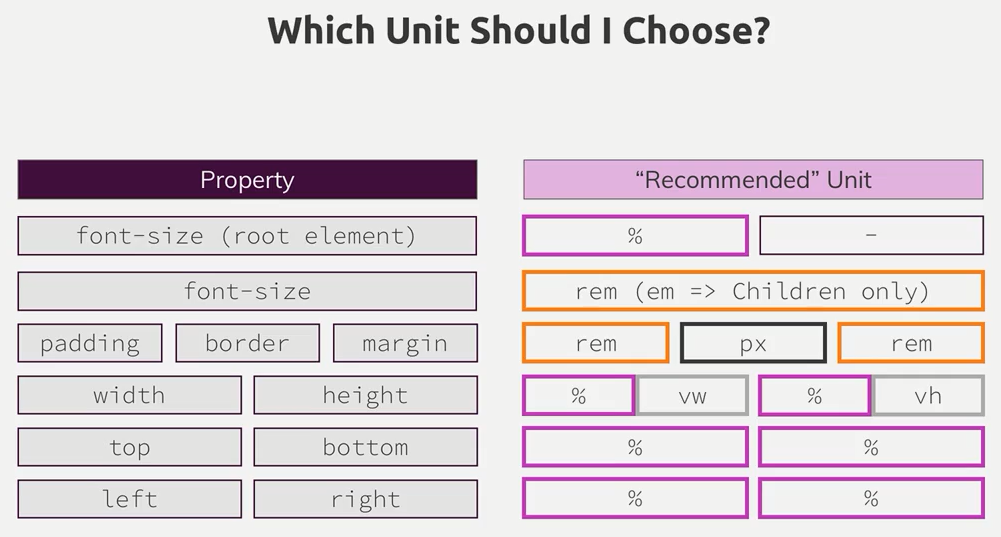 Which Unit Should I Choose?
Property
“Recommended” Unit
font-size (root element)
%
–
font-size
rem (em => Children only)
padding
border
margin
rem
px
rem
width
height
%
vw
%
vh
top
bottom
%
%
left
right
%
%